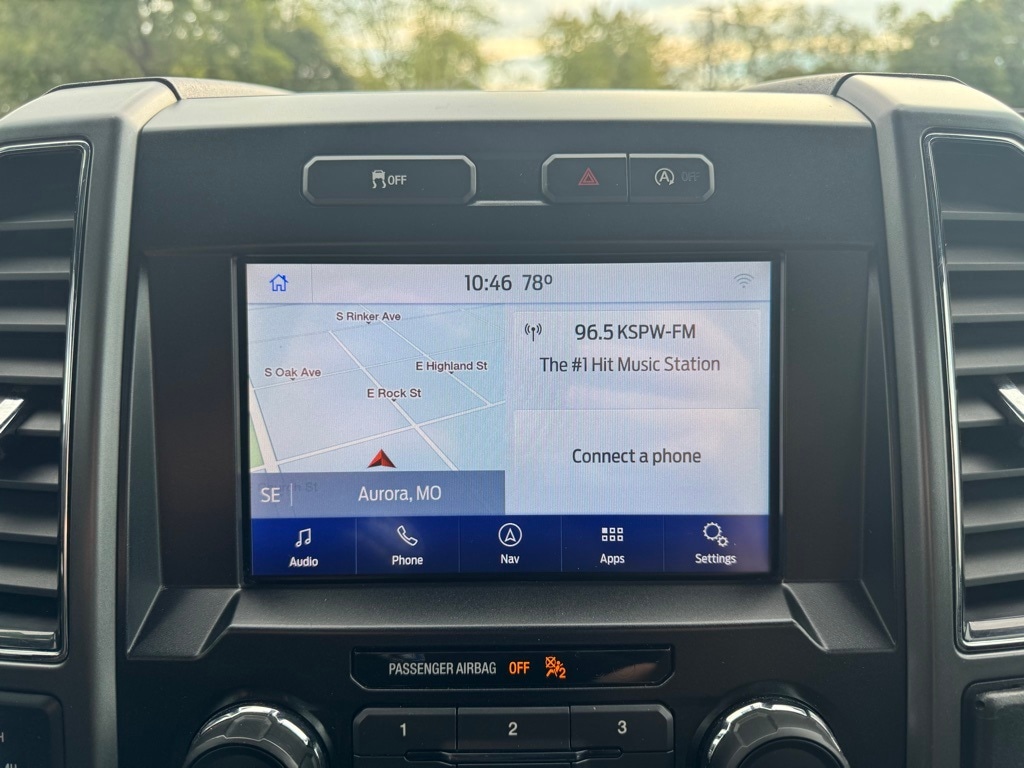 OFF
A OFF
10:46 78°
S Rinker Ave
96.5 KSPW-FM
The #1 Hit Music Station
S Oak Ave
E Highland St
E Rock St
Connect a phone
SE
Aurora, MO
Audio
Phone
Nav
Apps
Settings
PASSENGER AIRBAG OFF 2
1
2
3